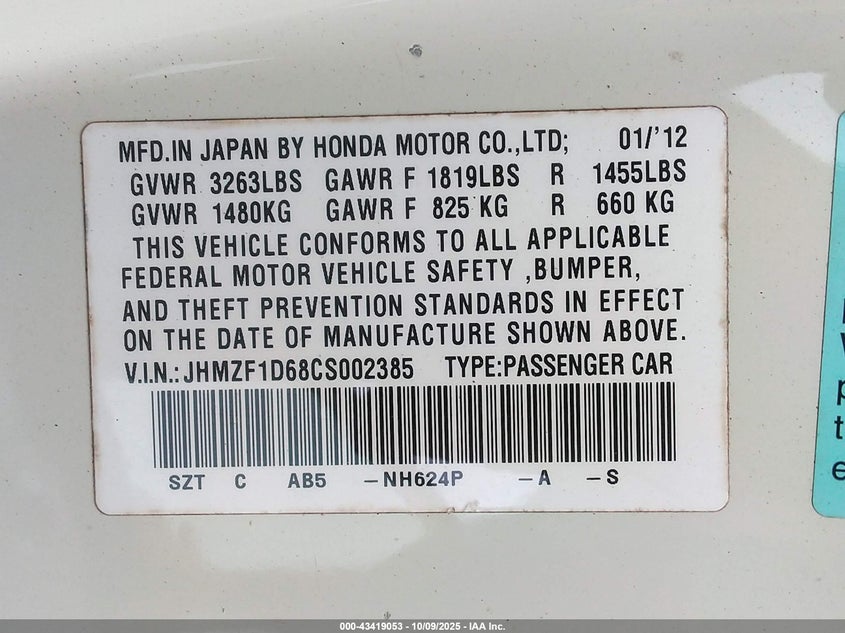 MFD.IN JAPAN BY HONDA MOTOR CO.,LTD; 01/'12
GVWR 3263LBS GAWR F 1819LBS R 1455LBS
GVWR 1480KG GAWR F 825 KG R 660 KG
THIS VEHICLE CONFORMS TO ALL APPLICABLE
FEDERAL MOTOR VEHICLE SAFETY ,BUMPER,
AND THEFT PREVENTION STANDARDS IN EFFECT
ON THE DATE OF MANUFACTURE SHOWN ABOVE.
V.I.N.:JHMZF1D68CS002385 TYPE:PASSENGER CAR
SZT C AB5 -NH624P -A -S
000-43419053 - 10/09/2025 - IAA Inc.